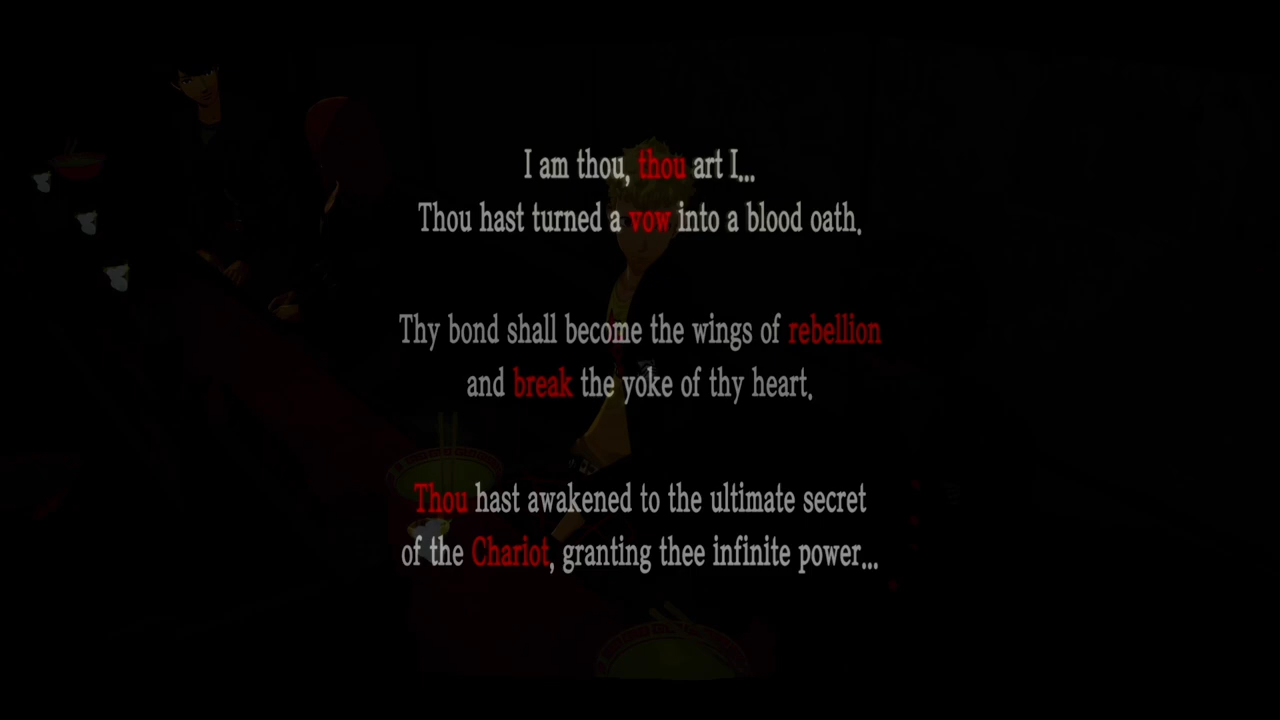 I am thou, thou art I...
Thou hast turned a vow into a blood oath.
Thy bond shall become the wings of rebellion
and break the yoke of thy heart.
Thou hast awakened to the ultimate secret
of the Chariot, granting thee infinite power...